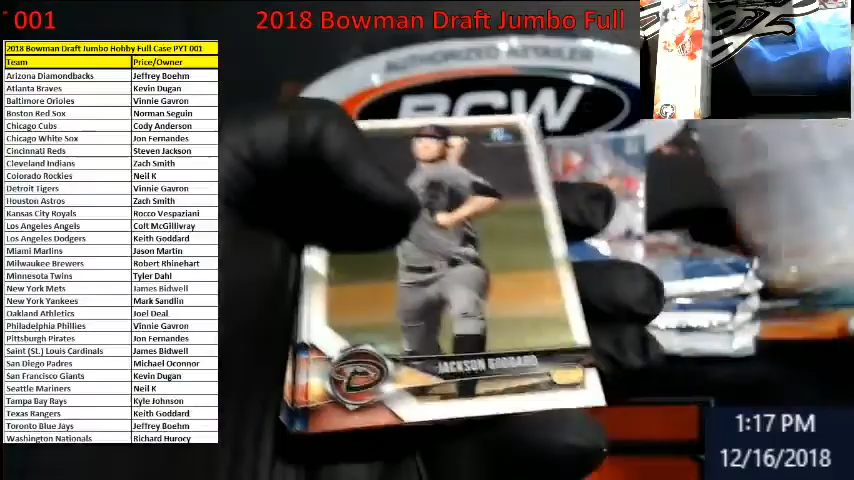 001
2018 Bowman Draft Jumbo Full
2018 Bowman Draft Jumbo Hobby Full Case PYT 001
Team Price/Owner
Arizona Diamondbacks Jeffrey Boehm
Atlanta Braves Kevin Dugan
Baltimore Orioles Vinnie Gavron
Boston Red Sox Norman Seguin
Chicago Cubs Cody Anderson
Chicago White Sox Jon Fernandes
Cincinnati Reds Steven Jackson
Cleveland Indians Zach Smith
Colorado Rockies Neil K
Detroit Tigers Vinnie Gavron
Houston Astros Zach Smith
Kansas City Royals Rocco Vespaziani
Los Angeles Angels Colt McGillivray
Los Angeles Dodgers Keith Goddard
Miami Marlins Jason Martin
Milwaukee Brewers Robert Rhinehart
Minnesota Twins Tyler Dahl
New York Mets James Bidwell
New York Yankees Mark Sandlin
Oakland Athletics Joel Deal
Philadelphia Phillies Vinnie Gavron
Pittsburgh Pirates Jon Fernandes
Saint (St.) Louis Cardinals James Bidwell
San Diego Padres Michael Oconnor
San Francisco Giants Kevin Dugan
Seattle Mariners Neil K
Tampa Bay Rays Kyle Johnson
Texas Rangers Keith Goddard
Toronto Blue Jays Jeffrey Boehm
Washington Nationals Richard Hurocy
AUTHORIZED RETAILER
BCW
JACKSON GODDARD
1:17 PM
12/16/2018